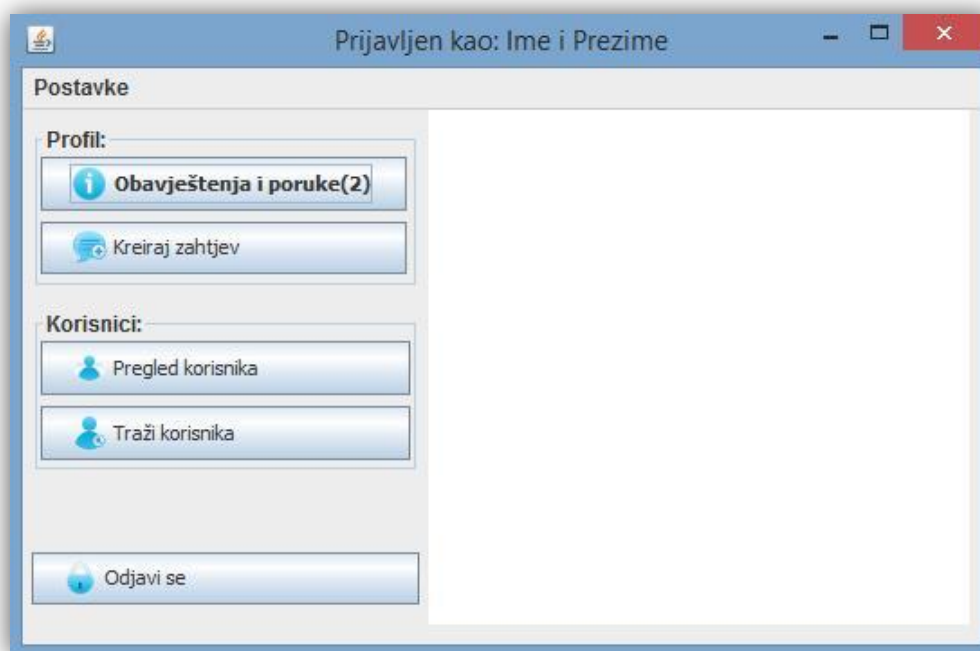 Prijavljen kao: Ime i Prezime
Postavke
Profil:
Obavještenja i poruke(2)
Kreiraj zahtjev
Korisnici:
Pregled korisnika
Traži korisnika
Odjavi se